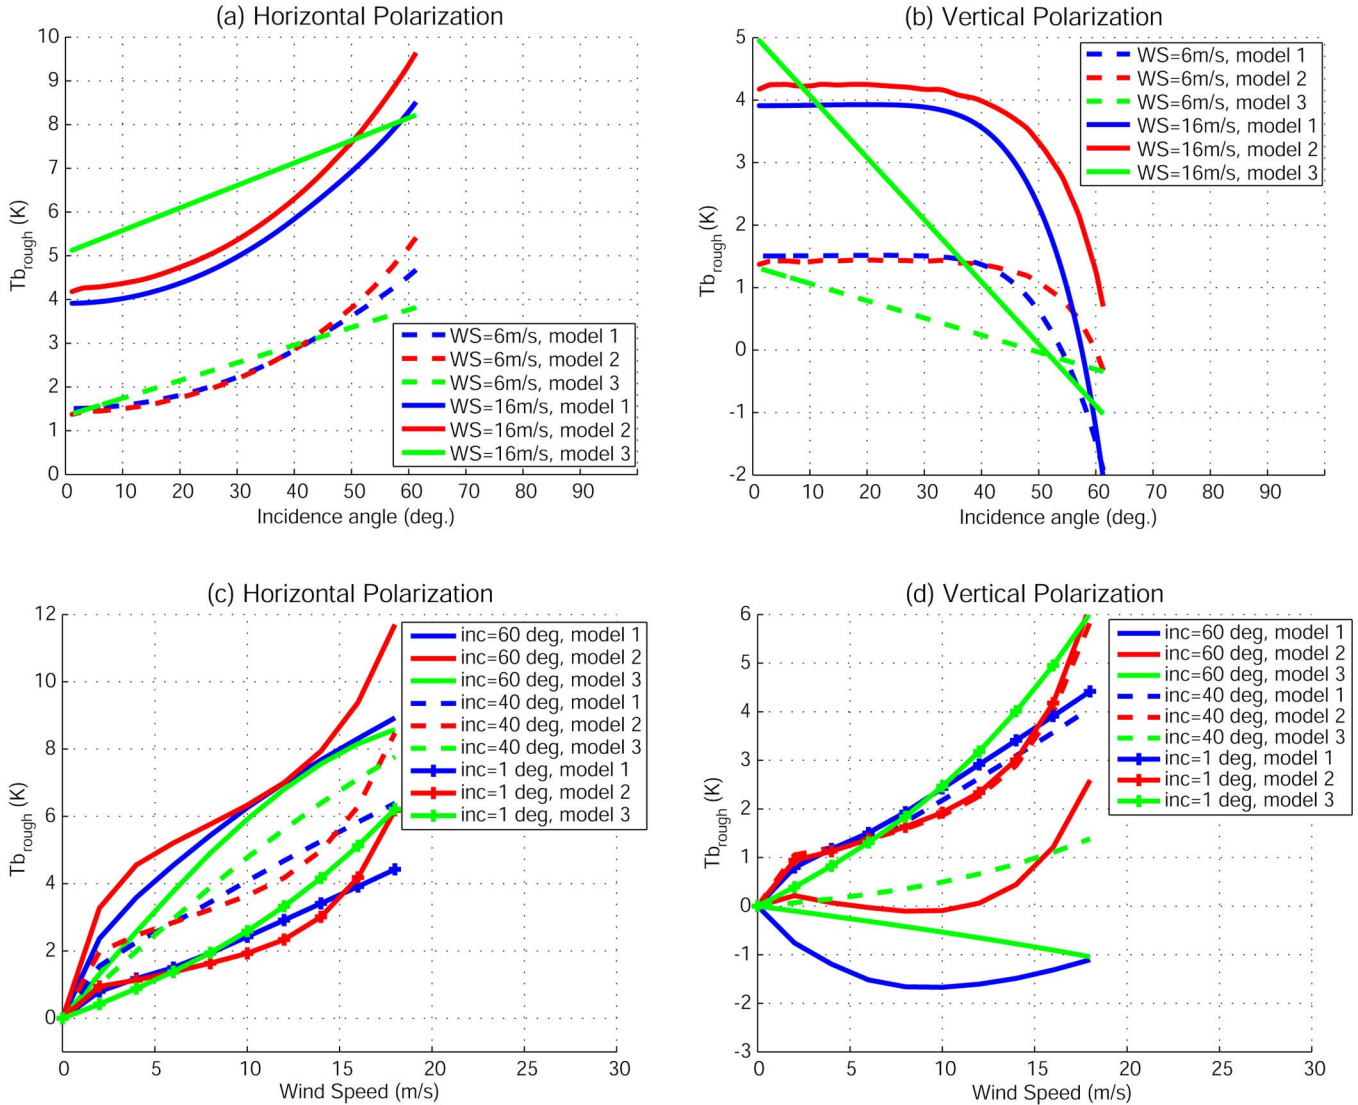 (a) Horizontal Polarization
10
9
8
7
6
5
4
3
2
1
0
Tb_rough (K)
WS=6m/s, model 1
WS=6m/s, model 2
WS=6m/s, model 3
WS=16m/s, model 1
WS=16m/s, model 2
WS=16m/s, model 3
0 10 20 30 40 50 60 70 80 90
Incidence angle (deg.)
(b) Vertical Polarization
5
4
3
2
1
0
-1
-2
Tb_rough (K)
WS=6m/s, model 1
WS=6m/s, model 2
WS=6m/s, model 3
WS=16m/s, model 1
WS=16m/s, model 2
WS=16m/s, model 3
0 10 20 30 40 50 60 70 80 90
Incidence angle (deg.)
(c) Horizontal Polarization
12
10
8
6
4
2
0
Tb_rough (K)
inc=60 deg, model 1
inc=60 deg, model 2
inc=60 deg, model 3
inc=40 deg, model 1
inc=40 deg, model 2
inc=40 deg, model 3
inc=1 deg, model 1
inc=1 deg, model 2
inc=1 deg, model 3
0 5 10 15 20 25 30
Wind Speed (m/s)
(d) Vertical Polarization
6
5
4
3
2
1
0
-1
-2
-3
Tb_rough (K)
inc=60 deg, model 1
inc=60 deg, model 2
inc=60 deg, model 3
inc=40 deg, model 1
inc=40 deg, model 2
inc=40 deg, model 3
inc=1 deg, model 1
inc=1 deg, model 2
inc=1 deg, model 3
0 5 10 15 20 25 30
Wind Speed (m/s)